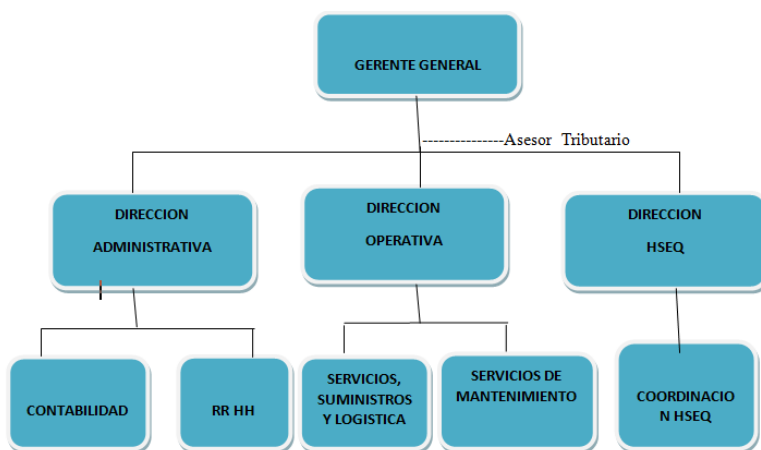 GERENTE GENERAL
--------------Asesor Tributario
DIRECCION
ADMINISTRATIVA
DIRECCION
OPERATIVA
DIRECCION
HSEQ
CONTABILIDAD
RR HH
SERVICIOS,
SUMINISTROS
Y LOGISTICA
SERVICIOS DE
MANTENIMIENTO
COORDINACIO
N HSEQ